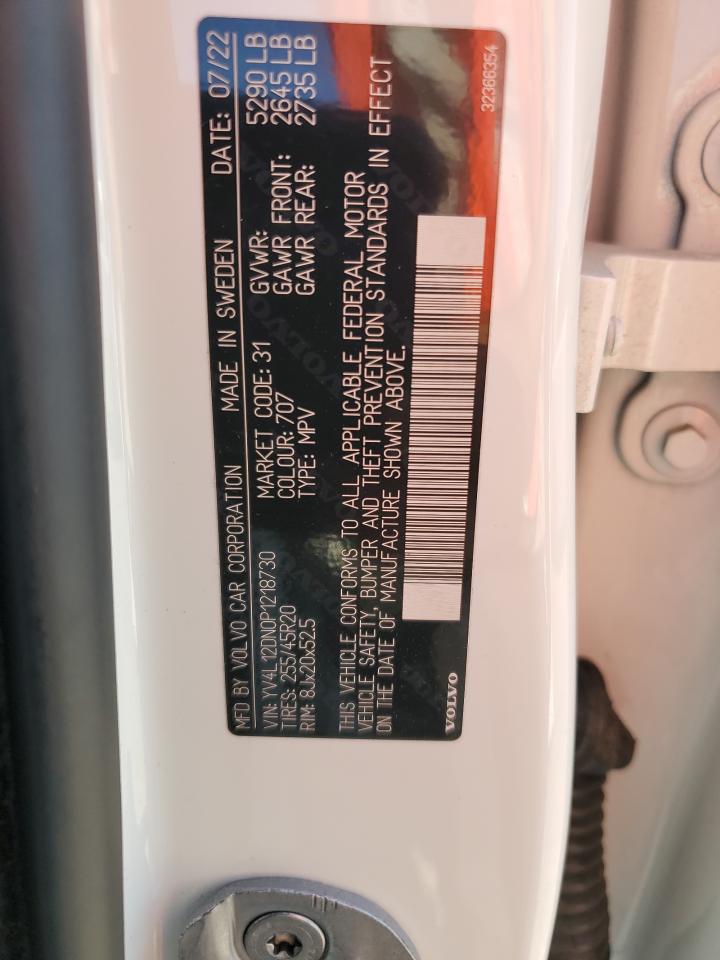 MFD BY VOLVO CAR CORPORATION MADE IN SWEDEN DATE: 07/22
VIN: YV4L12DN0P1218730 MARKET CODE: 31 GVWR: 5290 LB
TIRES: 255/45R20 COLOUR: 707 GAWR FRONT: 2645 LB
RIM: 8Jx20x52.5 TYPE: MPV GAWR REAR: 2735 LB
THIS VEHICLE CONFORMS TO ALL APPLICABLE FEDERAL MOTOR
VEHICLE SAFETY, BUMPER AND THEFT PREVENTION STANDARDS IN EFFECT
ON THE DATE OF MANUFACTURE SHOWN ABOVE.
VOLVO
32366354